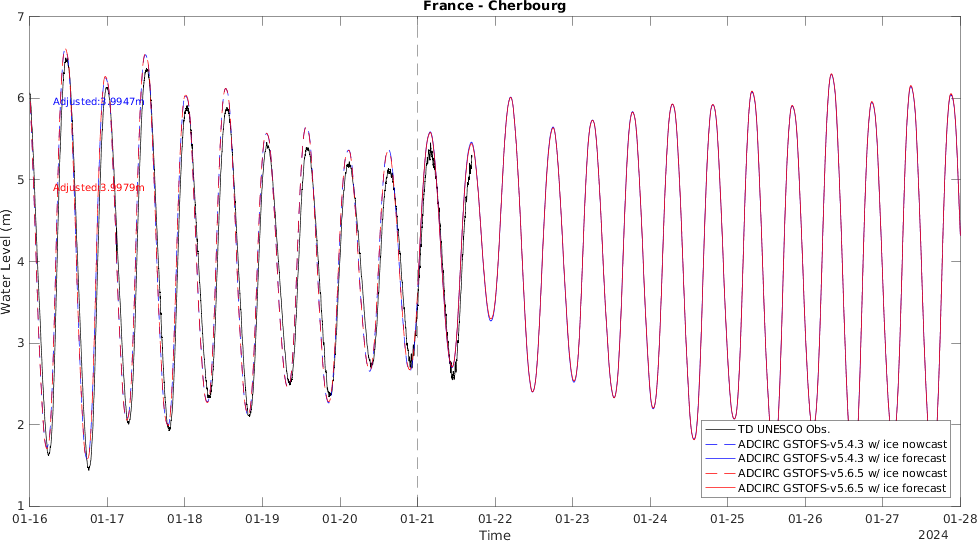 France - Cherbourg
Water Level (m)
7
6
5
4
3
2
1
Adjusted:3.9947m
Adjusted:3.9979m
TD UNESCO Obs.
ADCIRC GSTOFS-v5.4.3 w/ ice nowcast
ADCIRC GSTOFS-v5.4.3 w/ ice forecast
ADCIRC GSTOFS-v5.6.5 w/ ice nowcast
ADCIRC GSTOFS-v5.6.5 w/ ice forecast
01-16 01-17 01-18 01-19 01-20 01-21 01-22 01-23 01-24 01-25 01-26 01-27 01-28
Time
2024